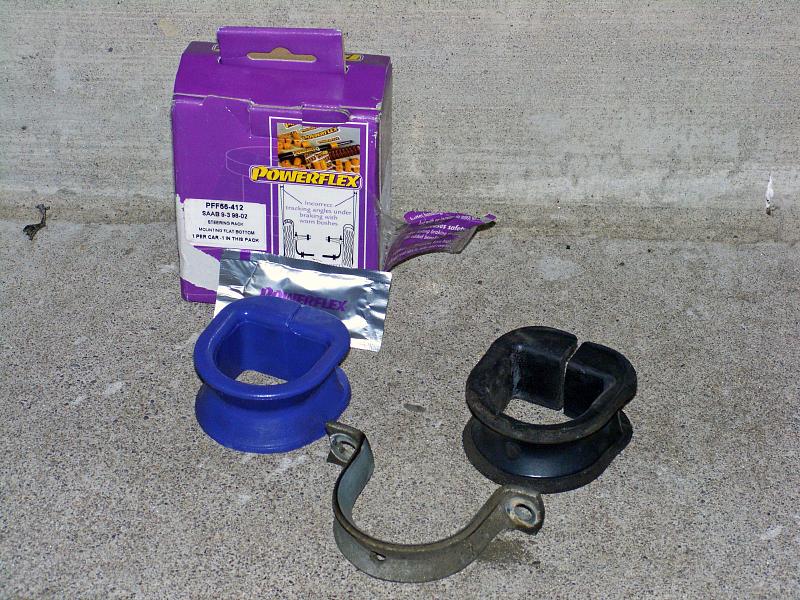 POWERFLEX
Incorrect
tracking angles under
braking with
worn bushes
PFF66-412
SAAB 9-3 98-02
STEERING RACK
MOUNTING FLAT BOTTOM
1 PER CAR -1 IN THIS PACK
POWERFLEX